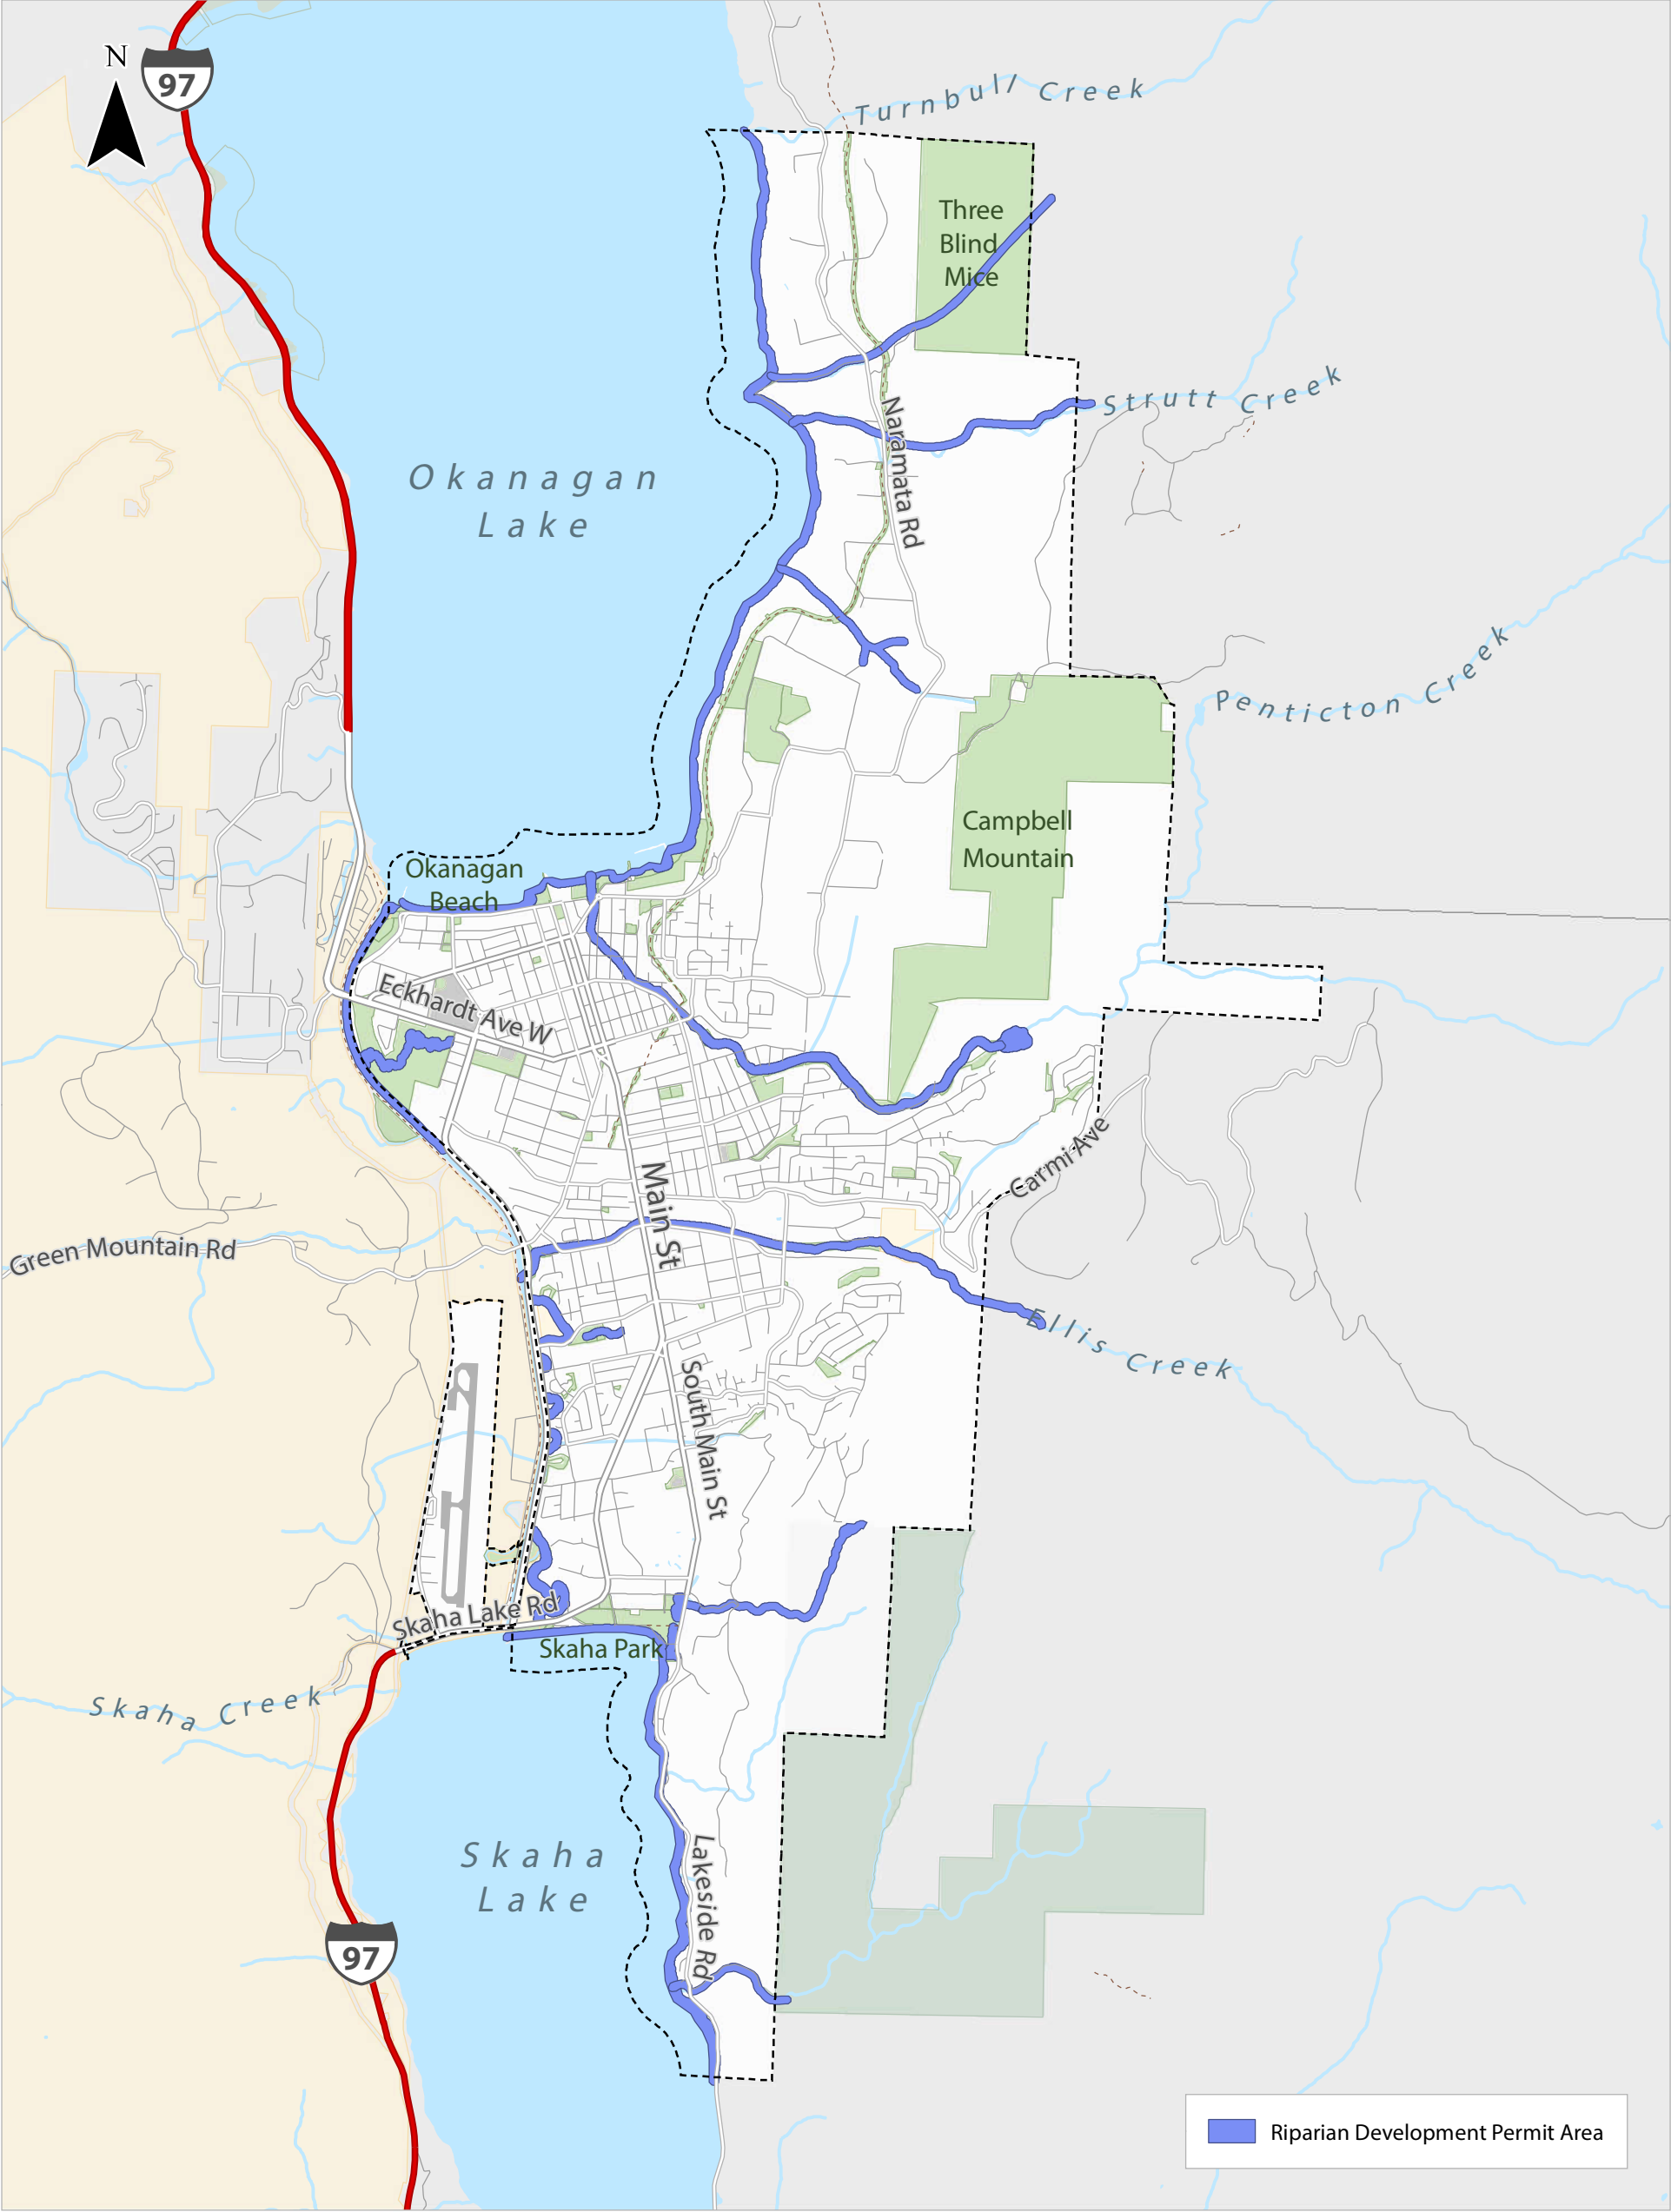 N
97
Turnbull Creek
Three
Blind
Mice
Strutt Creek
Naramata Rd
Okanagan
Lake
Penticton Creek
Campbell
Mountain
Okanagan
Beach
Eckhardt Ave W
Carmi Ave
Main St
Green Mountain Rd
Ellis Creek
South Main St
Skaha Lake Rd
Skaha Park
Skaha Creek
Skaha
Lake
Lakeside Rd
97
Riparian Development Permit Area